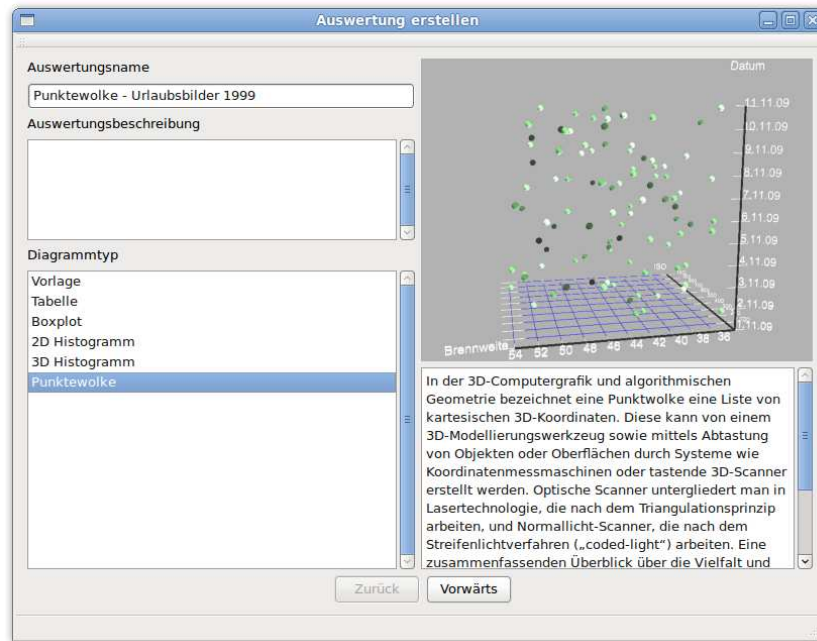 Auswertung erstellen
Auswertungsname
Punktewolke - Urlaubsbilder 1999
Auswertungsbeschreibung
Diagrammtyp
Vorlage
Tabelle
Boxplot
2D Histogramm
3D Histogramm
Punktewolke
Datum
11.11.09
10.11.09
9.11.09
8.11.09
7.11.09
6.11.09
5.11.09
4.11.09
3.11.09
2.11.09
1.11.09
ISO
Brennweite
54 52 50 48 46 44 42 40 38 36
In der 3D-Computergrafik und algorithmischen
Geometrie bezeichnet eine Punktwolke eine Liste von
kartesischen 3D-Koordinaten. Diese kann von einem
3D-Modellierungswerkzeug sowie mittels Abtastung
von Objekten oder Oberflächen durch Systeme wie
Koordinatenmessmaschinen oder tastende 3D-Scanner
erstellt werden. Optische Scanner untergliedert man in
Lasertechnologie, die nach dem Triangulationsprinzip
arbeiten, und Normallicht-Scanner, die nach dem
Streifenlichtverfahren („coded-light“) arbeiten. Eine
zusammenfassenden Überblick über die Vielfalt und
Zurück
Vorwärts